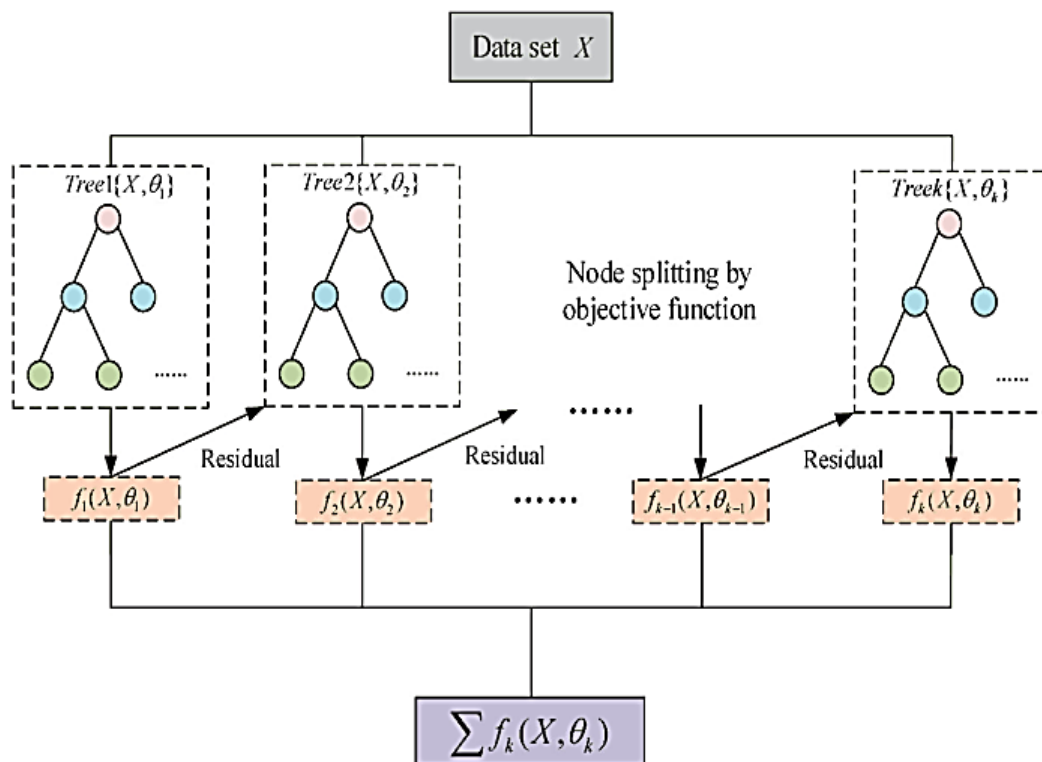 Data set X
Tree1{X,θ₁}
Tree2{X,θ₂}
Treek{X,θₖ}
Node splitting by
objective function
......
......
......
......
Residual
Residual
Residual
f₁(X,θ₁)
f₂(X,θ₂)
......
fₖ₋₁(X,θₖ₋₁)
fₖ(X,θₖ)
∑ fₖ(X,θₖ)